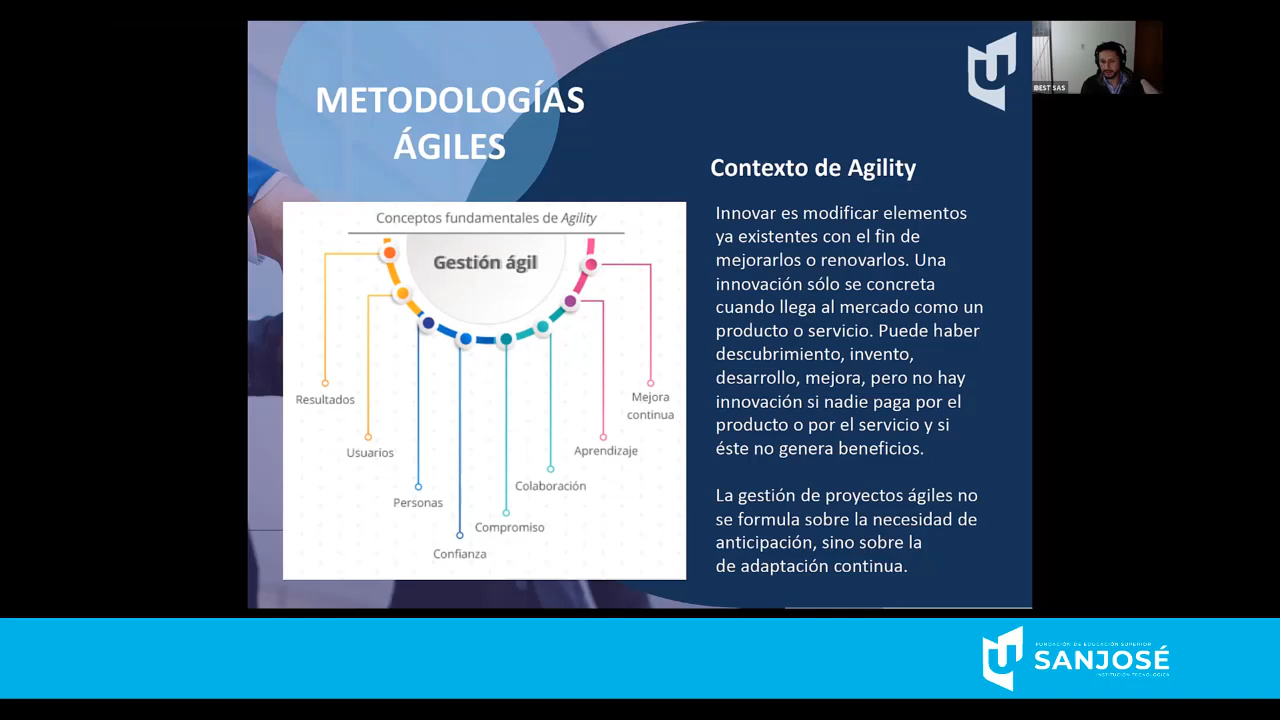 METODOLOGÍAS
ÁGILES
Conceptos fundamentales de Agility
Gestión ágil
Resultados
Usuarios
Personas
Confianza
Compromiso
Colaboración
Aprendizaje
Mejora
continua
Contexto de Agility
Innovar es modificar elementos
ya existentes con el fin de
mejorarlos o renovarlos. Una
innovación sólo se concreta
cuando llega al mercado como un
producto o servicio. Puede haber
descubrimiento, invento,
desarrollo, mejora, pero no hay
innovación si nadie paga por el
producto o por el servicio y si
éste no genera beneficios.
La gestión de proyectos ágiles no
se formula sobre la necesidad de
anticipación, sino sobre la
de adaptación continua.
BEST SAS
FUNDACIÓN DE EDUCACIÓN SUPERIOR
SANJOSÉ
INSTITUCIÓN TECNOLÓGICA